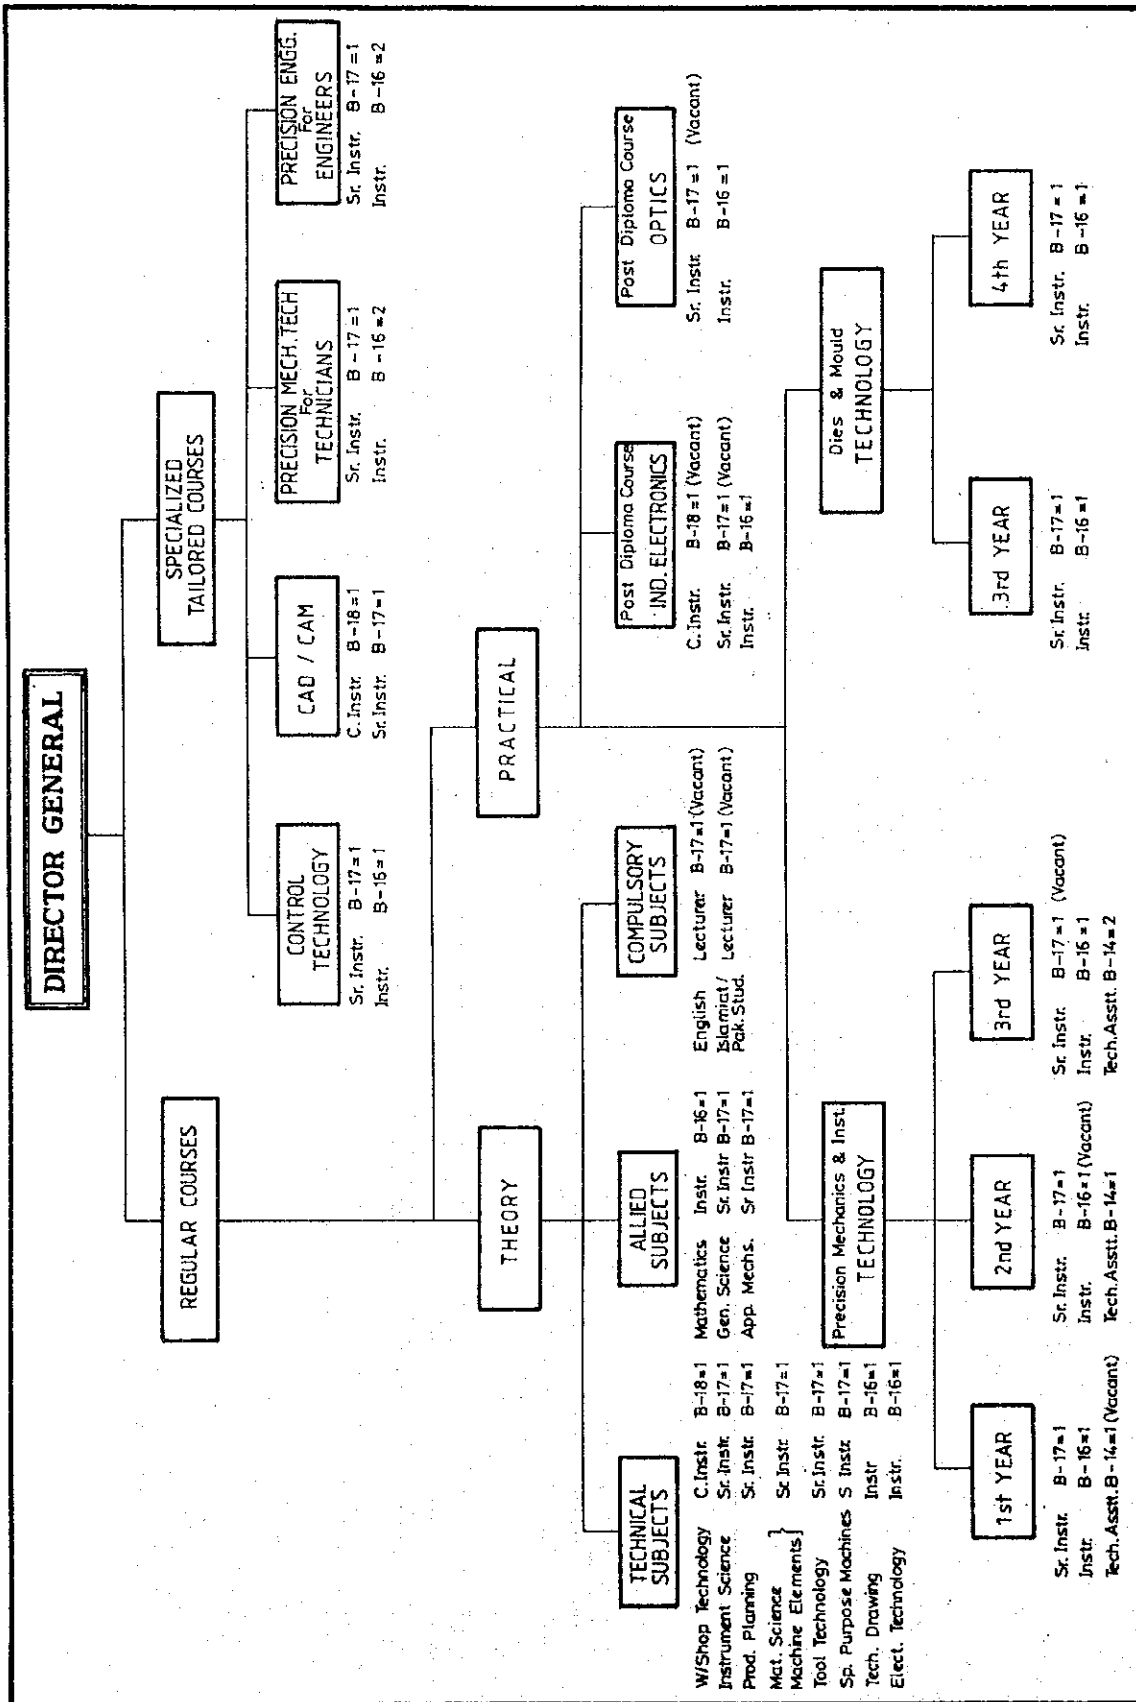 DIRECTOR GENERAL
REGULAR COURSES
SPECIALIZED
TAILORED COURSES
CONTROL
TECHNOLOGY
Sr. Instr. B-17=1
Instr. B-16=1
CAD / CAM
C. Instr. B-18=1
Sr. Instr. B-17=1
PRECISION MECH. TECH
For
TECHNICIANS
Sr. Instr. B-17=1
Instr. B-16=2
PRECISION ENGG.
For
ENGINEERS
Sr. Instr. B-17=1
Instr. B-16=2
THEORY
PRACTICAL
TECHNICAL
SUBJECTS
W/Shop Technology C. Instr. B-18=1
Instrument Science Sr. Instr. B-17=1
Prod. Planning Sr. Instr. B-17=1
Mat. Science
Machine Elements } Sr. Instr B-17=1
Tool Technology Sr. Instr. B-17=1
Sp. Purpose Machines S Instr. B-17=1
Tech. Drawing Instr B-16=1
Elect. Technology Instr. B-16=1
ALLIED
SUBJECTS
Mathematics Instr. B-16=1
Gen. Science Sr. Instr B-17=1
App. Mechs. Sr Instr B-17=1
COMPULSORY
SUBJECTS
English Lecturer B-17=1 (Vacant)
Islamiat / Lecturer B-17=1 (Vacant)
Pak. Stud.
Post Diploma Course
IND. ELECTRONICS
C. Instr. B-18=1 (Vacant)
Sr. Instr. B-17=1 (Vacant)
Instr. B-16=1
Post Diploma Course
OPTICS
Sr. Instr B-17=1 (Vacant)
Instr. B-16=1
Precision Mechanics & Inst.
TECHNOLOGY
Dies & Mould
TECHNOLOGY
1st YEAR
Sr. Instr B-17=1
Instr. B-16=1
Tech. Asstt. B-14=1 (Vacant)
2nd YEAR
Sr. Instr. B-17=1
Instr. B-16=1 (Vacant)
Tech. Asstt. B-14=1
3rd YEAR
Sr. Instr. B-17=1 (Vacant)
Instr. B-16=1
Tech. Asstt. B-14=2
3rd YEAR
Sr. Instr. B-17=1
Instr. B-16=1
4th YEAR
Sr. Instr. B-17=1
Instr. B-16=1